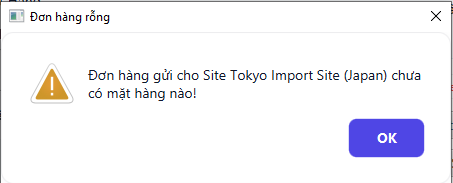 Đơn hàng rỗng
Đơn hàng gửi cho Site Tokyo Import Site (Japan) chưa
có mặt hàng nào!
OK